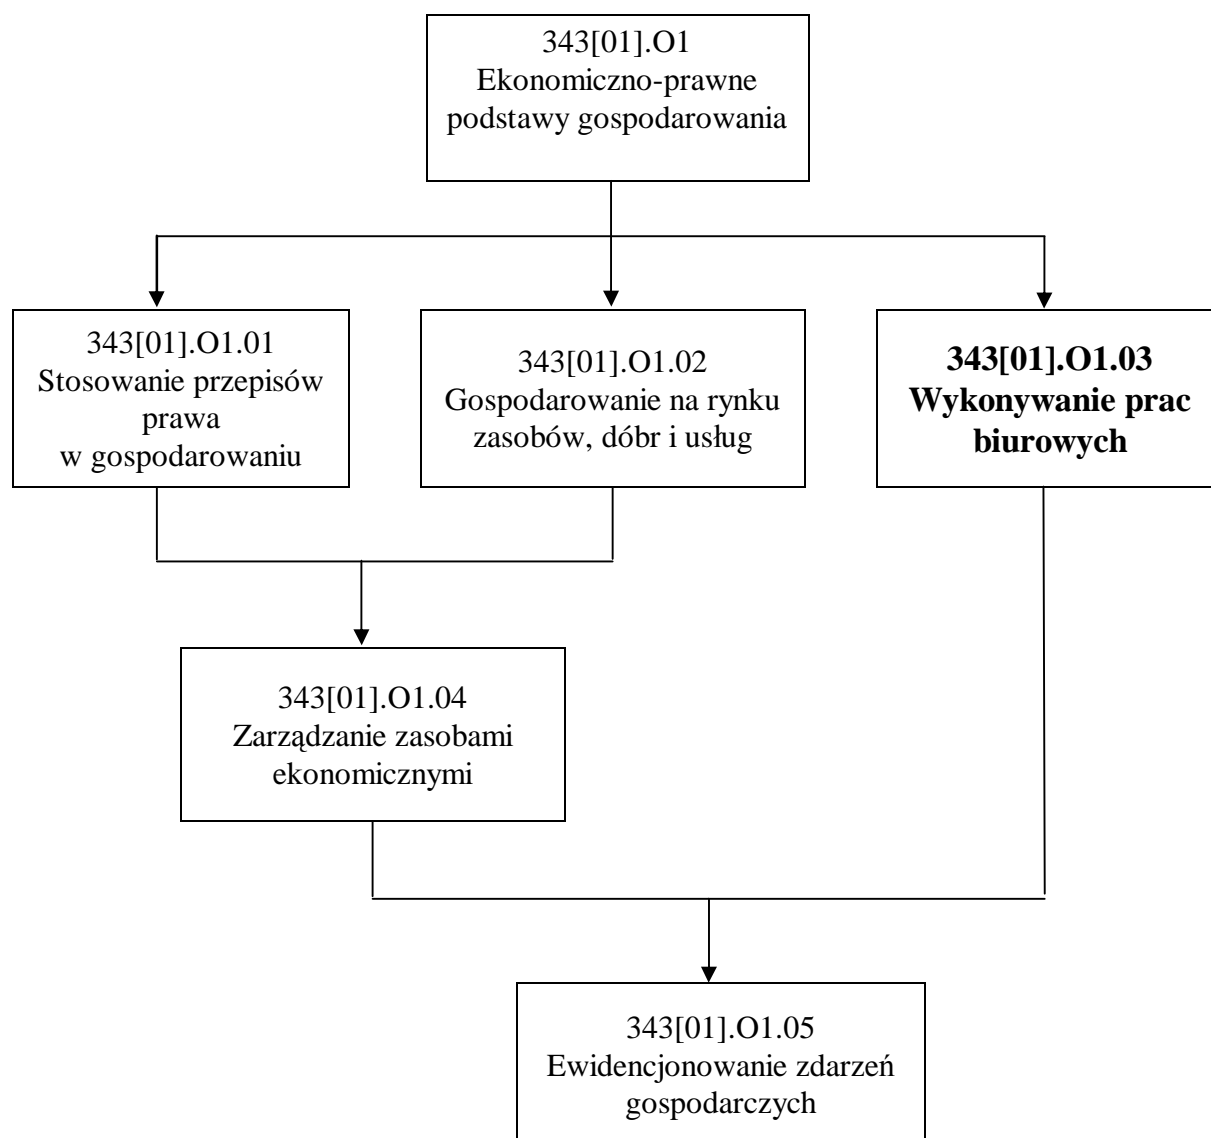 343[01].O1
Ekonomiczno-prawne
podstawy gospodarowania
343[01].O1.01
Stosowanie przepisów
prawa
w gospodarowaniu
343[01].O1.02
Gospodarowanie na rynku
zasobów, dóbr i usług
343[01].O1.03
Wykonywanie prac
biurowych
343[01].O1.04
Zarządzanie zasobami
ekonomicznymi
343[01].O1.05
Ewidencjonowanie zdarzeń
gospodarczych